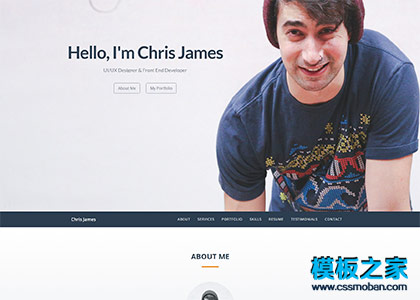 Hello, I'm Chris James
UI/UX Designer & Front End Developer
About Me
My Portfolio
Chris James
ABOUT
SERVICES
PORTFOLIO
SKILLS
RESUME
TESTIMONIALS
CONTACT
ABOUT ME
模板之家
www.cssmoban.com